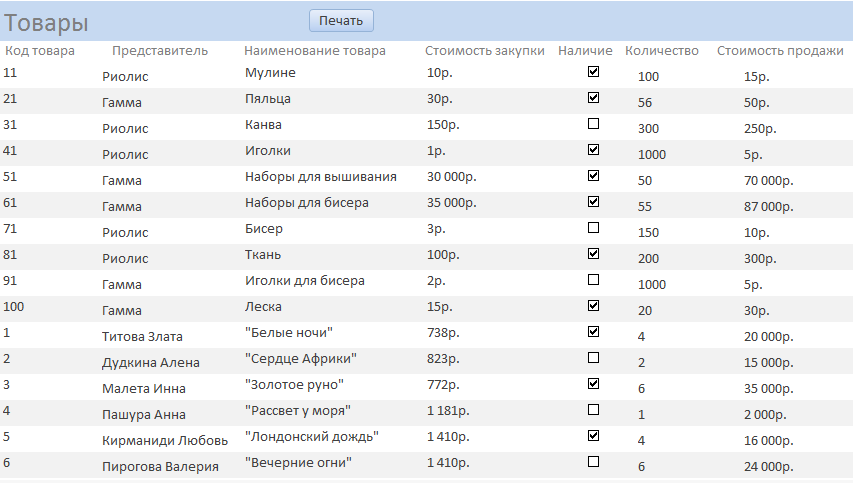 Товары Печать
Код товара Представитель Наименование товара Стоимость закупки Наличие Количество Стоимость продажи
11 Риолис Мулине 10р. 100 15р.
21 Гамма Пяльца 30р. 56 50р.
31 Риолис Канва 150р. 300 250р.
41 Риолис Иголки 1р. 1000 5р.
51 Гамма Наборы для вышивания 30 000р. 50 70 000р.
61 Гамма Наборы для бисера 35 000р. 55 87 000р.
71 Риолис Бисер 3р. 150 10р.
81 Риолис Ткань 100р. 200 300р.
91 Гамма Иголки для бисера 2р. 1000 5р.
100 Гамма Леска 15р. 20 30р.
1 Титова Злата "Белые ночи" 738р. 4 20 000р.
2 Дудкина Алена "Сердце Африки" 823р. 2 15 000р.
3 Малета Инна "Золотое руно" 772р. 6 35 000р.
4 Пашура Анна "Рассвет у моря" 1 181р. 1 2 000р.
5 Кирманиди Любовь "Лондонский дождь" 1 410р. 4 16 000р.
6 Пирогова Валерия "Вечерние огни" 1 410р. 6 24 000р.